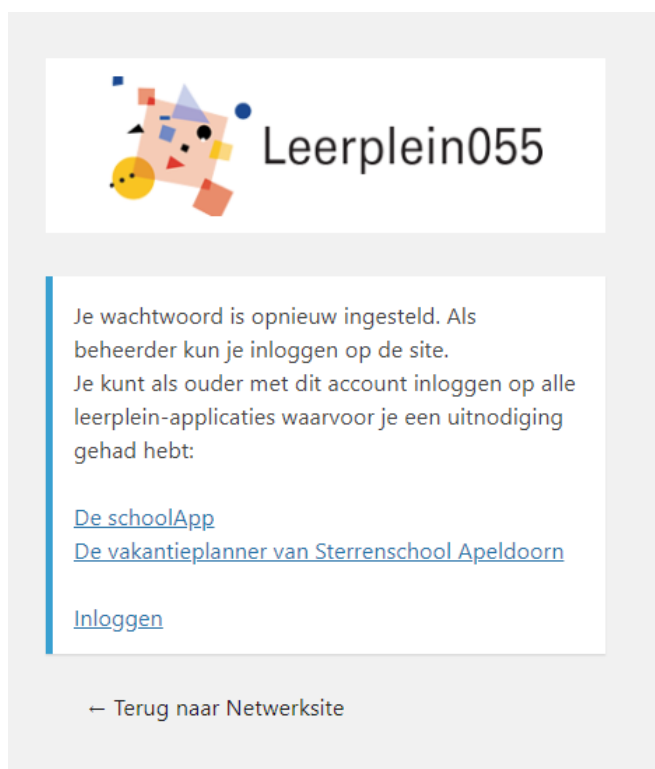 Leerplein055
Je wachtwoord is opnieuw ingesteld. Als
beheerder kun je inloggen op de site.
Je kunt als ouder met dit account inloggen op alle
leerplein-applicaties waarvoor je een uitnodiging
gehad hebt:
De schoolApp
De vakantieplanner van Sterrenschool Apeldoorn
Inloggen
← Terug naar Netwerksite